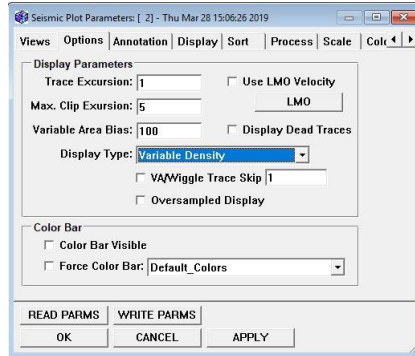 Seismic Plot Parameters: [ 2] - Thu Mar 28 15:06:26 2019
Views Options Annotation Display Sort Process Scale
Display Parameters
Trace Excursion: 1 Use LMO Velocity
Max. Clip Exursion: 5 LMO
Variable Area Bias: 100 Display Dead Traces
Display Type: Variable Density
VA/Wiggle Trace Skip 1
Oversampled Display
Color Bar
Color Bar Visible
Force Color Bar: Default_Colors
READ PARMS WRITE PARMS
OK CANCEL APPLY